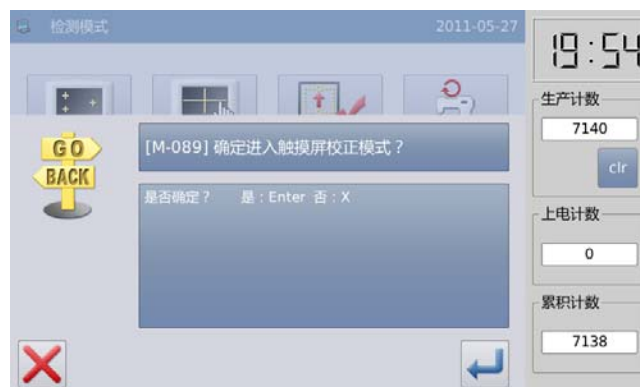 检测模式 2011-05-27
GO
BACK
[M-089] 确定进入触摸屏校正模式？
是否确定？ 是：Enter 否：X
19:54
生产计数
7140
clr
上电计数
0
累积计数
7138